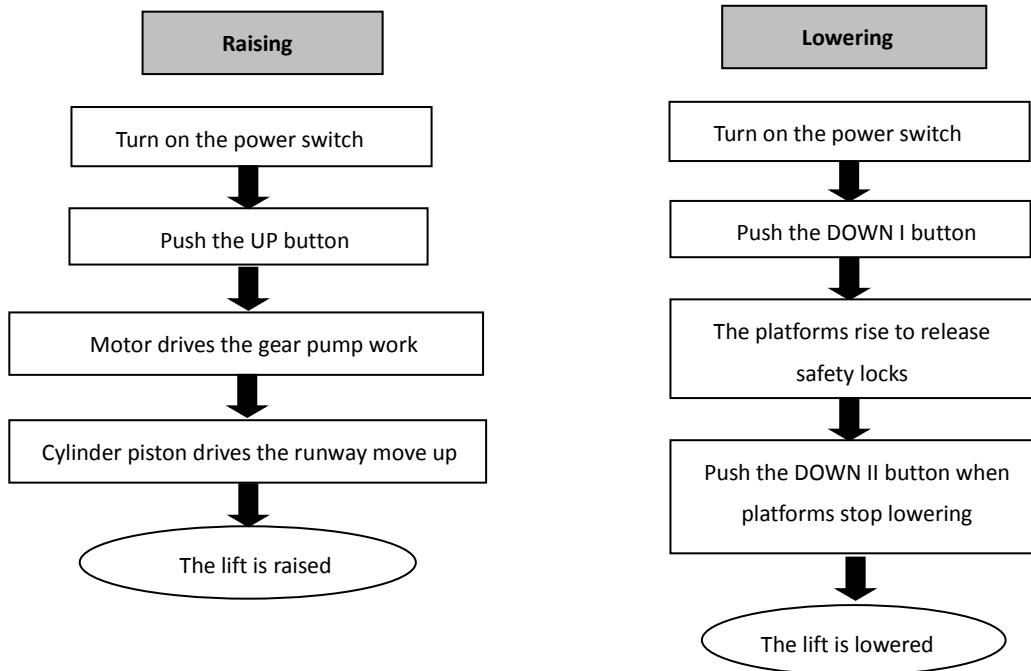 Raising
Turn on the power switch
Push the UP button
Motor drives the gear pump work
Cylinder piston drives the runway move up
The lift is raised
Lowering
Turn on the power switch
Push the DOWN I button
The platforms rise to release
safety locks
Push the DOWN II button when
platforms stop lowering
The lift is lowered